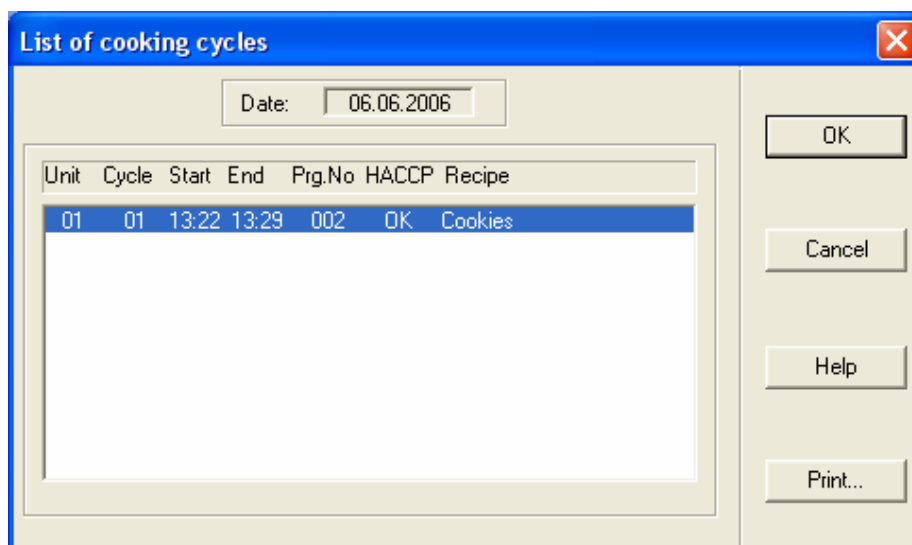 List of cooking cycles
Date: 06.06.2006
Unit Cycle Start End Prg.No HACCP Recipe
01 01 13:22 13:29 002 OK Cookies
OK
Cancel
Help
Print...